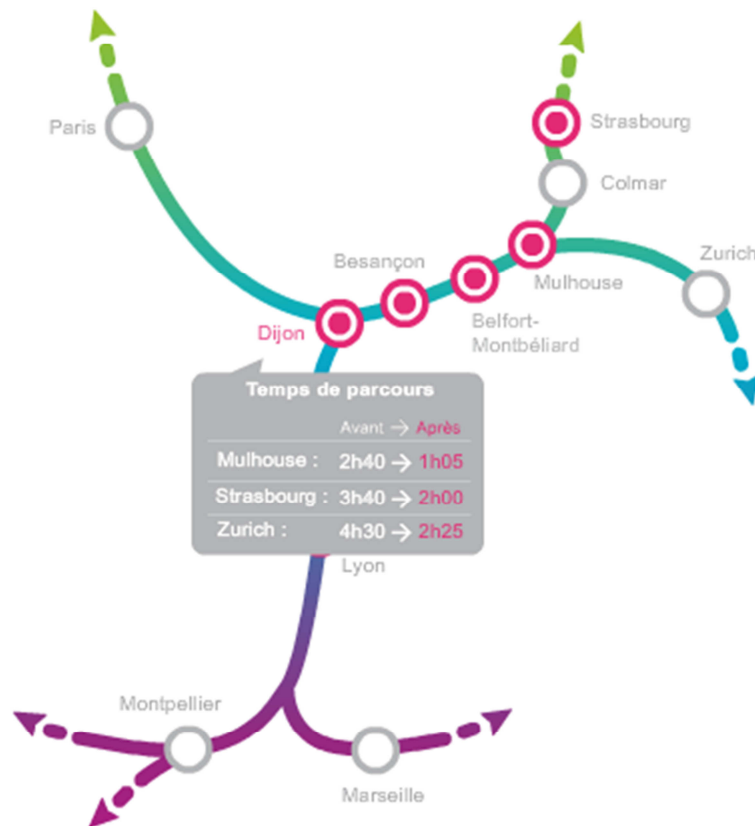 Paris
Strasbourg
Colmar
Zurich
Besançon
Mulhouse
Dijon
Belfort-
Montbéliard
Temps de parcours
Avant → Après
Mulhouse : 2h40 → 1h05
Strasbourg : 3h40 → 2h00
Zurich : 4h30 → 2h25
Lyon
Montpellier
Marseille